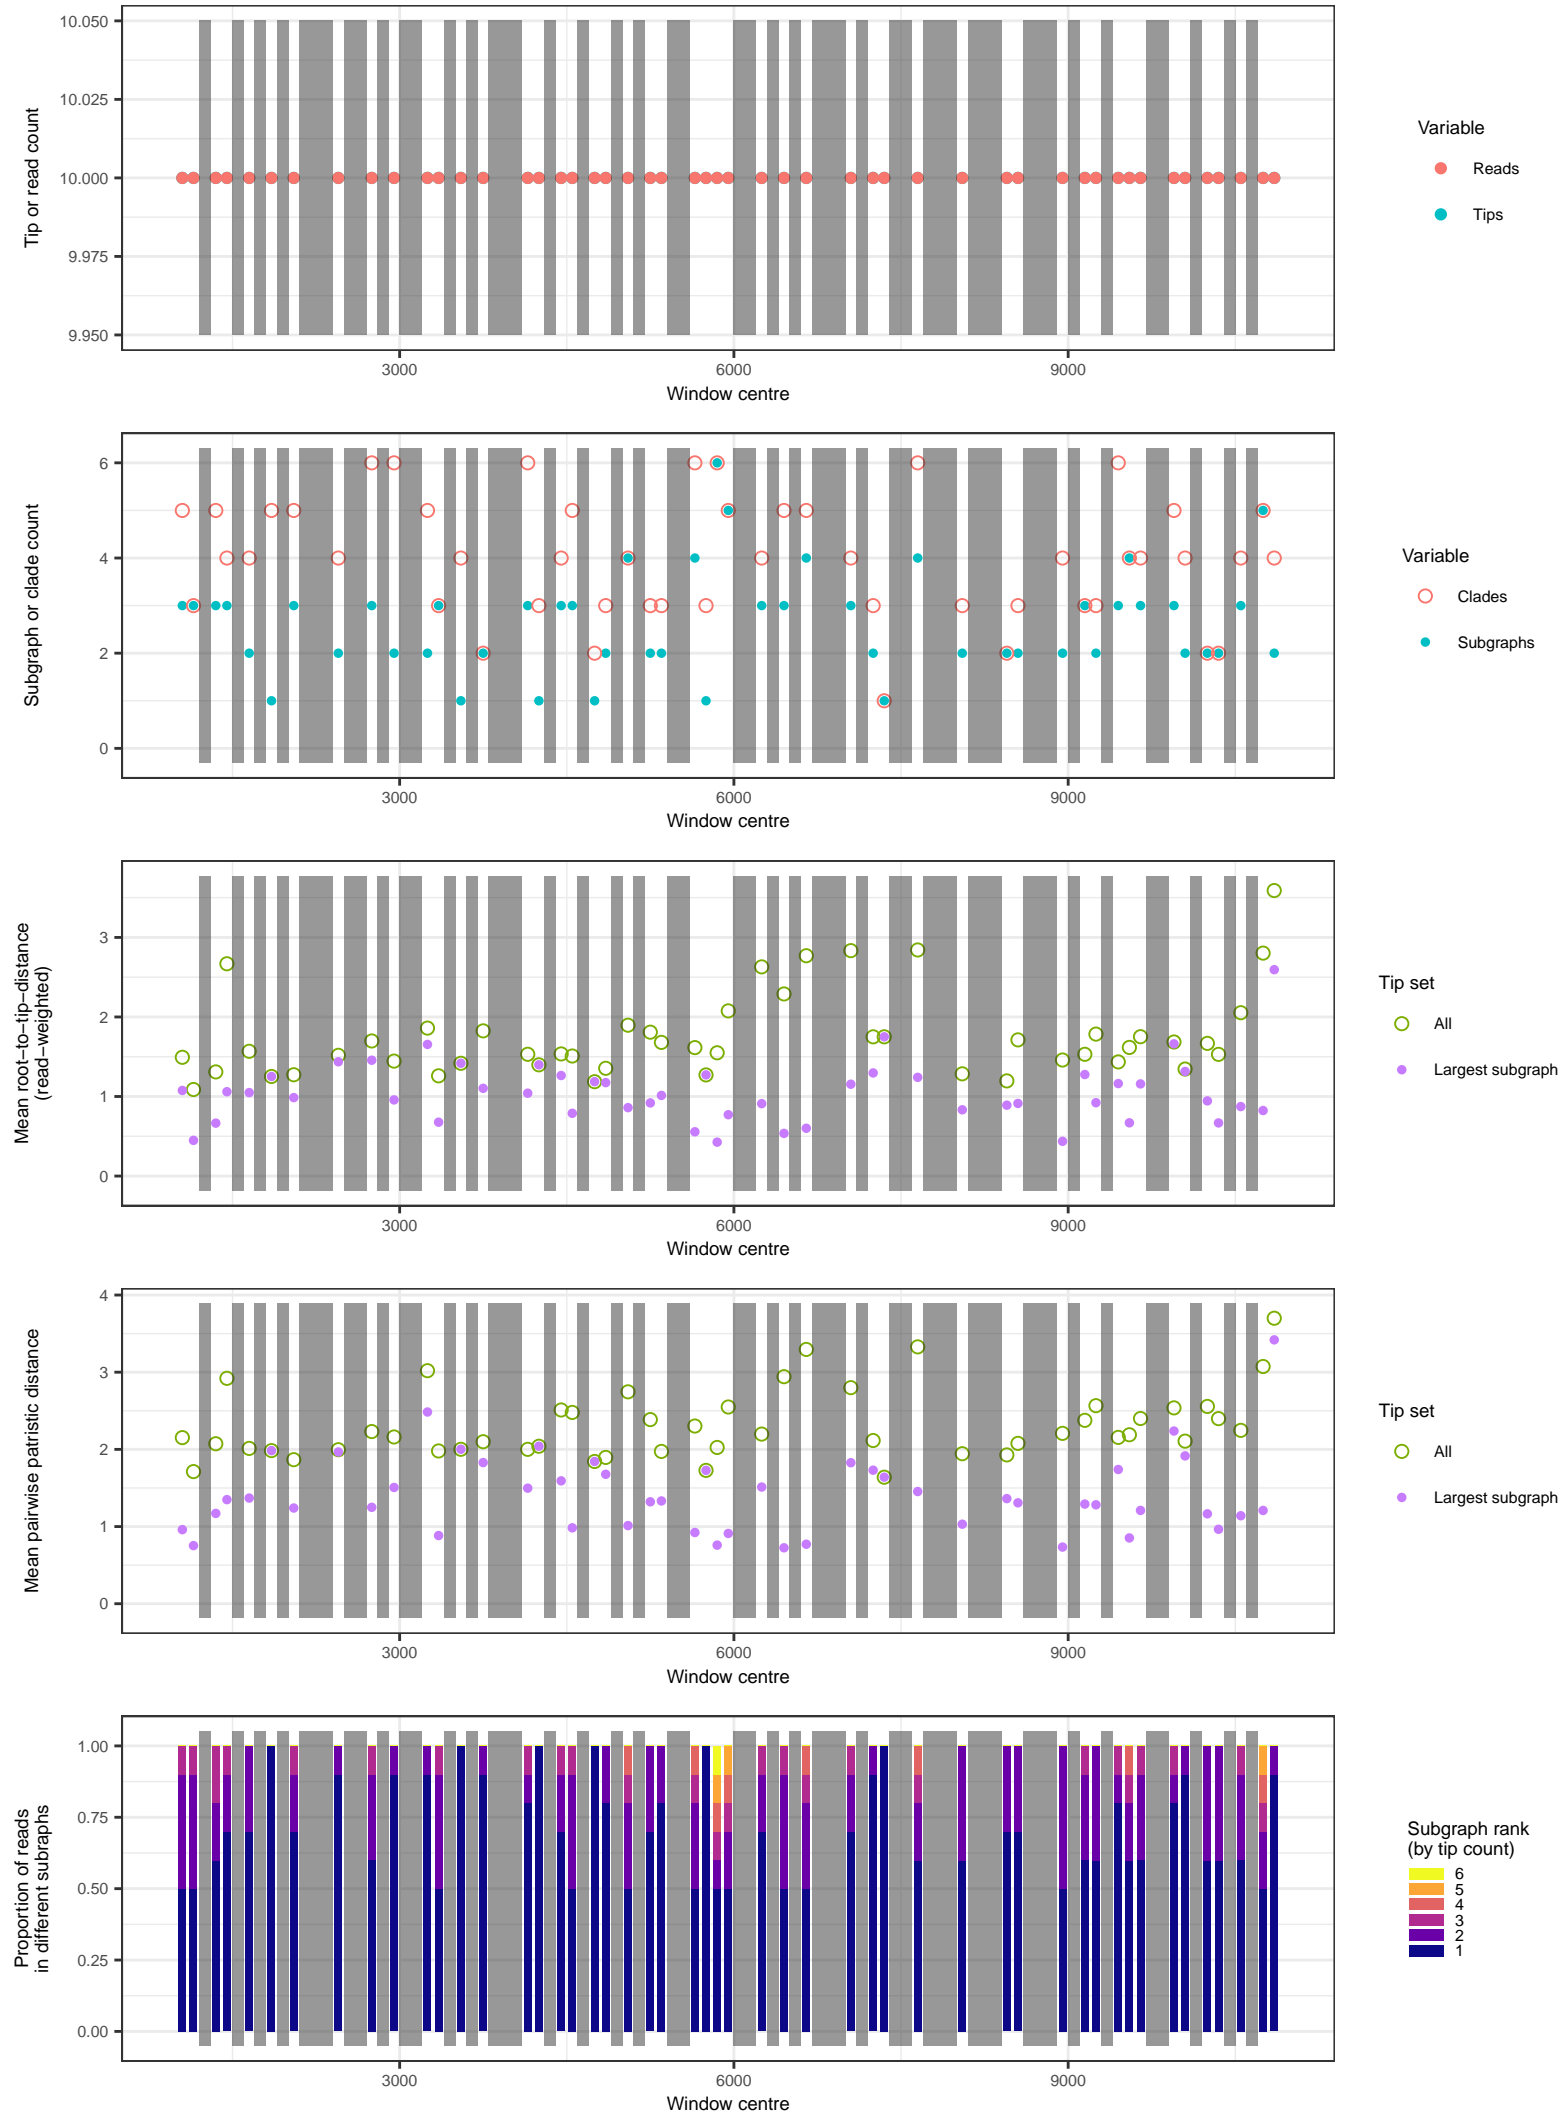 10.050
10.025
10.000
9.975
9.950
Tip or read count
3000 6000 9000
Window centre
Variable
Reads
Tips
6
4
2
0
Subgraph or clade count
3000 6000 9000
Window centre
Variable
Clades
Subgraphs
3
2
1
0
Mean root−to−tip−distance
(read−weighted)
3000 6000 9000
Window centre
Tip set
All
Largest subgraph
4
3
2
1
0
Mean pairwise patristic distance
3000 6000 9000
Window centre
Tip set
All
Largest subgraph
1.00
0.75
0.50
0.25
0.00
Proportion of reads
in different subraphs
3000 6000 9000
Window centre
Subgraph rank
(by tip count)
6
5
4
3
2
1